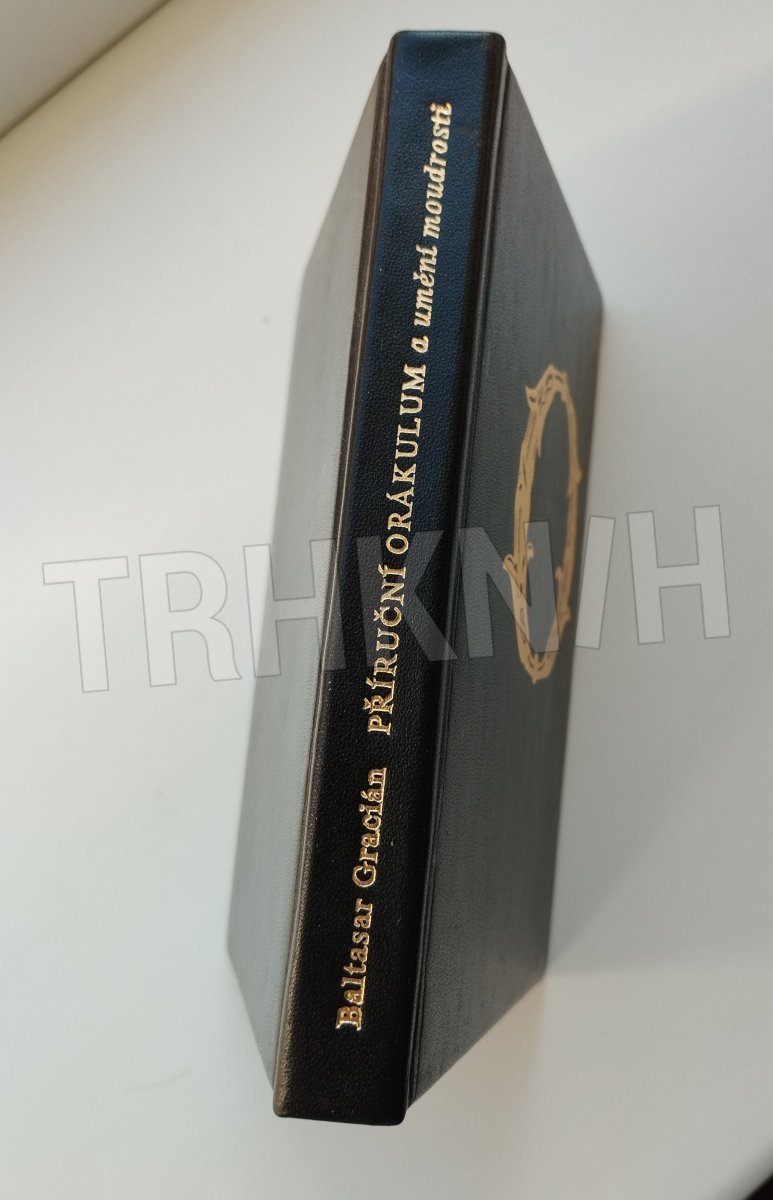 Baltasar Gracián PŘÍRUČNÍ ORÁKULUM a umění moudrosti
TRHKNIH